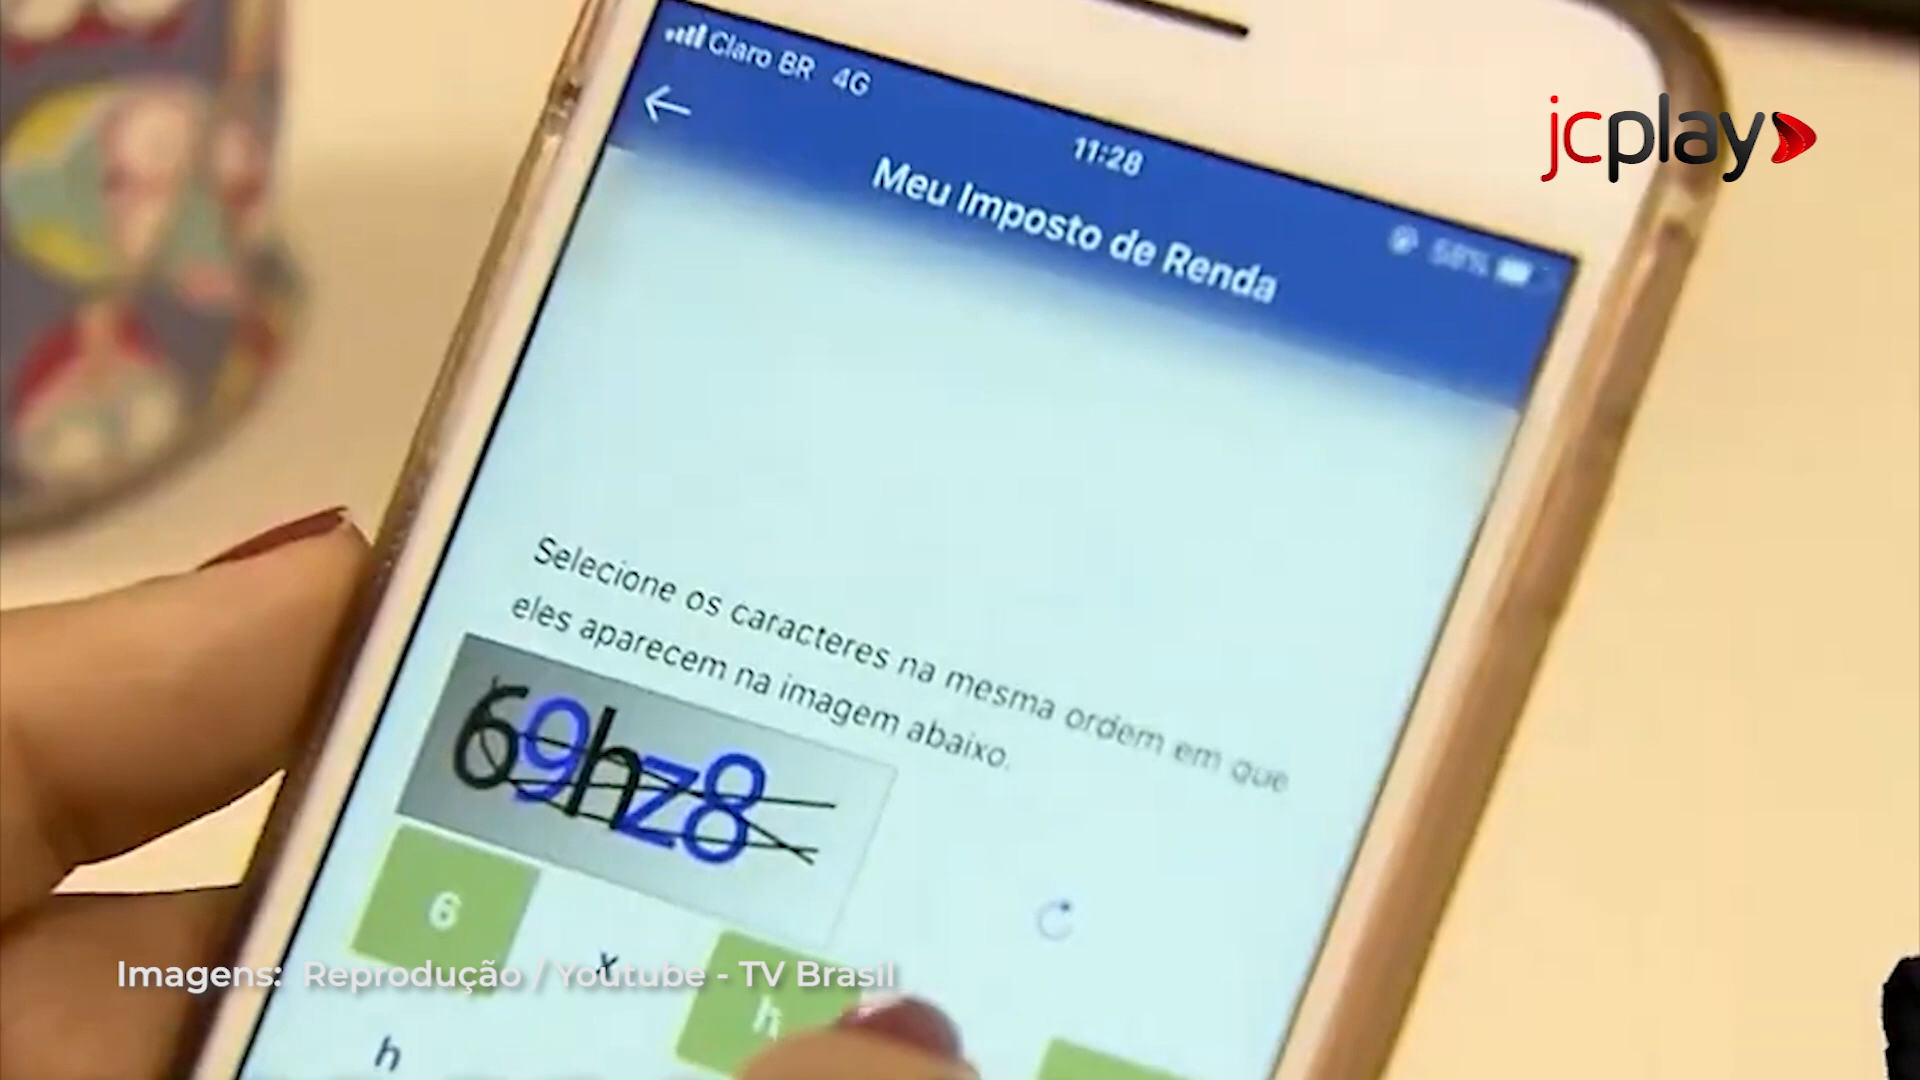 Claro BR 4G
11:28
58%
jcplay
Meu Imposto de Renda
Selecione os caracteres na mesma ordem em que
eles aparecem na imagem abaixo.
69hz8
6
x
h
h
Imagens: Reprodução / Youtube - TV Brasil